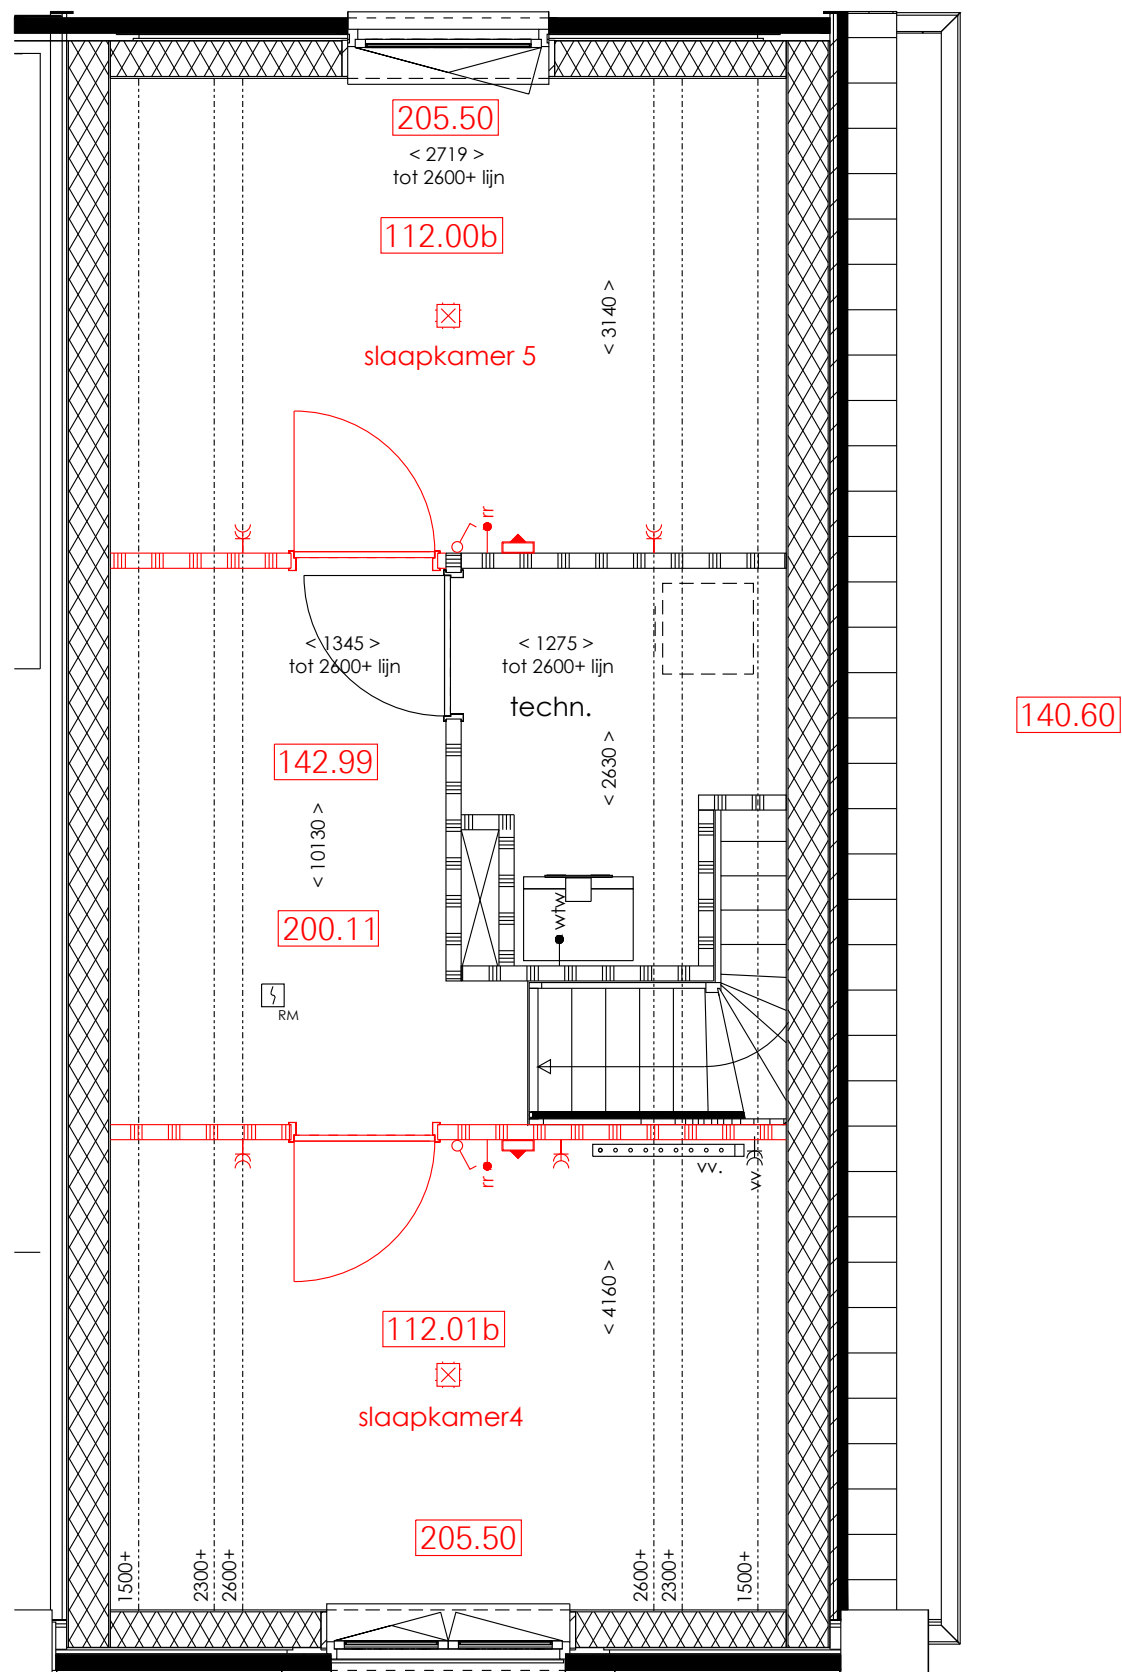 205.50
< 2719 >
tot 2600+ lijn
112.00b
< 3140 >
slaapkamer 5
rr
< 1345 >
tot 2600+ lijn
< 1275 >
tot 2600+ lijn
techn.
140.60
142.99
< 2630 >
< 10130 >
200.11
wtw
RM
rr
vv.
vv.
< 4160 >
112.01b
slaapkamer4
205.50
1500+
2300+
2600+
2600+
2300+
1500+